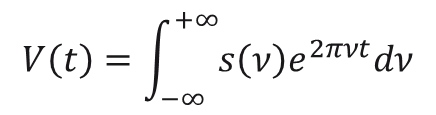 V(t) = ∫_{−∞}^{+∞} s(ν)e^{2πνt}dν